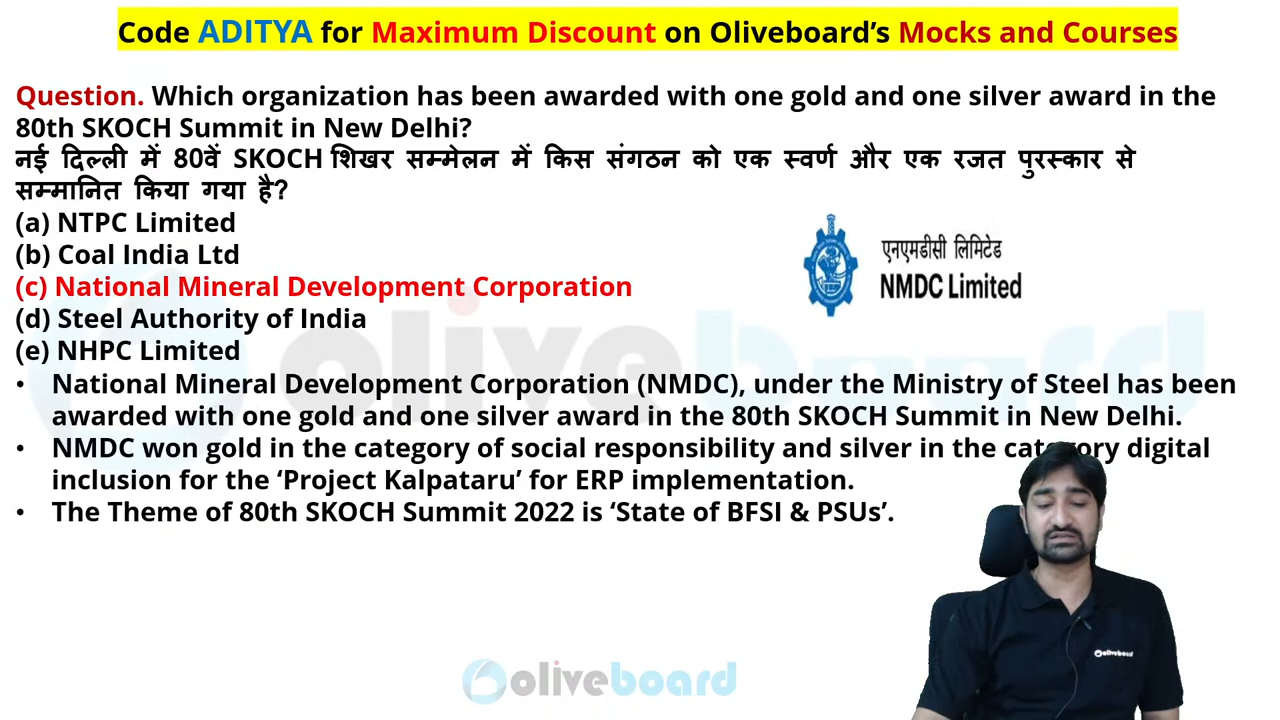 Code ADITYA for Maximum Discount on Oliveboard's Mocks and Courses
Question. Which organization has been awarded with one gold and one silver award in the
80th SKOCH Summit in New Delhi?
नई दिल्ली में 80वें SKOCH शिखर सम्मेलन में किस संगठन को एक स्वर्ण और एक रजत पुरस्कार से
सम्मानित किया गया है?
(a) NTPC Limited
(b) Coal India Ltd
(c) National Mineral Development Corporation
(d) Steel Authority of India
(e) NHPC Limited
एनएमडीसी लिमिटेड
NMDC Limited
• National Mineral Development Corporation (NMDC), under the Ministry of Steel has been
awarded with one gold and one silver award in the 80th SKOCH Summit in New Delhi.
• NMDC won gold in the category of social responsibility and silver in the category digital
inclusion for the ‘Project Kalpataru’ for ERP implementation.
• The Theme of 80th SKOCH Summit 2022 is ‘State of BFSI & PSUs’.
oliveboard
oliveboard
oliveboard